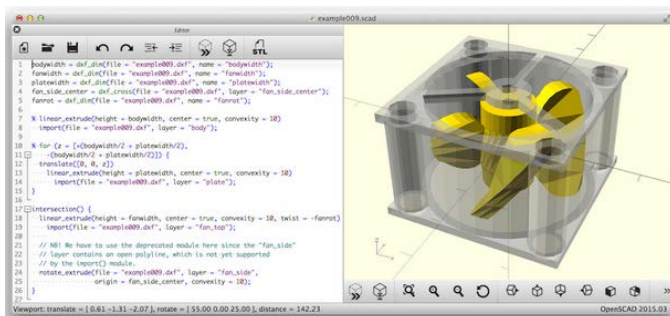 example009.scad
Editor
STL
1 bodywidth = dxf_dim(file = "example009.dxf", name = "bodywidth");
2 fanwidth = dxf_dim(file = "example009.dxf", name = "fanwidth");
3 platewidth = dxf_dim(file = "example009.dxf", name = "platewidth");
4 fan_side_center = dxf_cross(file = "example009.dxf", layer = "fan_side_center");
5 fanrot = dxf_dim(file = "example009.dxf", name = "fanrot");
6
7 % linear_extrude(height = bodywidth, center = true, convexity = 10)
8 import(file = "example009.dxf", layer = "body");
9
10 % for (z = [+(bodywidth/2 + platewidth/2),
11 -(bodywidth/2 + platewidth/2)]) {
12 translate([0, 0, z])
13 linear_extrude(height = platewidth, center = true, convexity = 10)
14 import(file = "example009.dxf", layer = "plate");
15 }
16
17 intersection() {
18 linear_extrude(height = fanwidth, center = true, convexity = 10, twist = -fanrot)
19 import(file = "example009.dxf", layer = "fan_top");
20
21 // NB! We have to use the deprecated module here since the "fan_side"
22 // layer contains an open polyline, which is not yet supported
23 // by the import() module.
24 rotate_extrude(file = "example009.dxf", layer = "fan_side",
25 origin = fan_side_center, convexity = 10);
26 }
27
Viewport: translate = [ 0.61 -1.31 -2.07 ], rotate = [ 55.00 0.00 25.00 ], distance = 142.23
OpenSCAD 2015.03